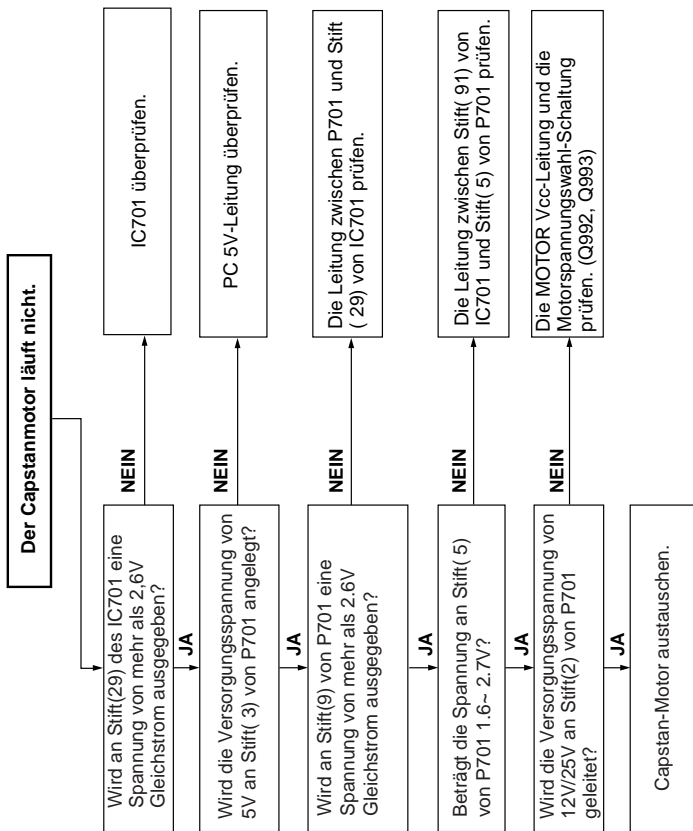 Der Capstanmotor läuft nicht.
Wird an Stift(29) des IC701 eine
Spannung von mehr als 2,6V
Gleichstrom ausgegeben?
NEIN
IC701 überprüfen.
JA
Wird die Versorgungsspannung von
5V an Stift( 3) von P701 angelegt?
NEIN
PC 5V-Leitung überprüfen.
JA
Wird an Stift(9) von P701 eine
Spannung von mehr als 2.6V
Gleichstrom ausgegeben?
NEIN
Die Leitung zwischen P701 und Stift
( 29) von IC701 prüfen.
JA
Beträgt die Spannung an Stift( 5)
von P701 1.6~ 2.7V?
NEIN
Die Leitung zwischen Stift( 91) von
IC701 und Stift( 5) von P701 prüfen.
JA
Wird die Versorgungsspannung von
12V/25V an Stift(2) von P701
geleitet?
NEIN
Die MOTOR Vcc-Leitung und die
Motorspannungswahl-Schaltung
prüfen. (Q992, Q993)
JA
Capstan-Motor austauschen.